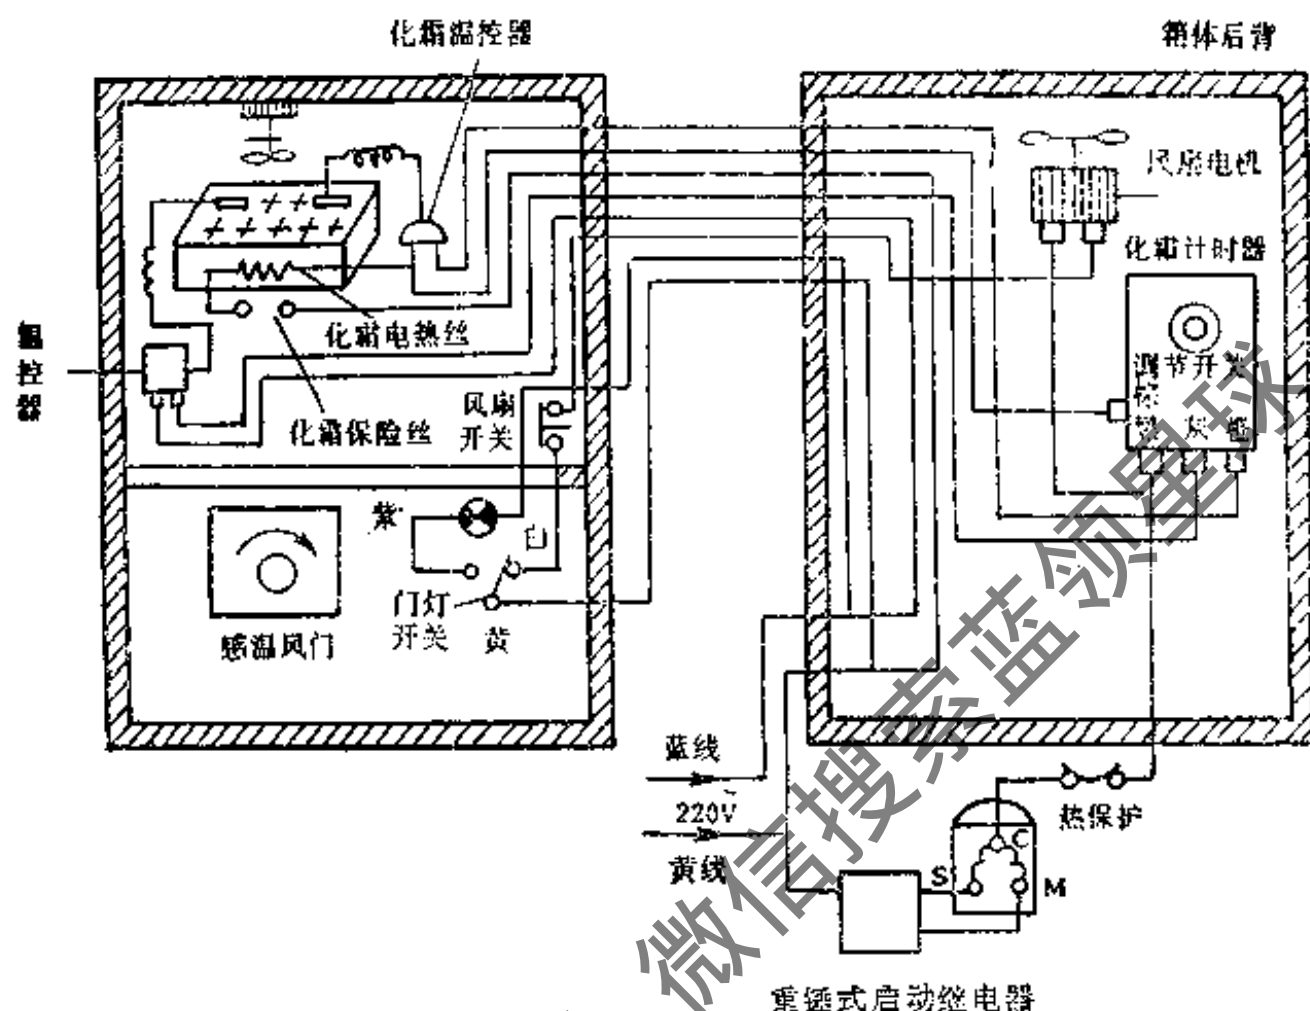 化霜温控器
箱体后背
风扇电机
化霜计时器
调节开关
灰 橙
温控器
化霜电热丝
化霜保险丝
风扇
开关
紫
白
门灯
开关
黄
感温风门
蓝线
220V
~
黄线
热保护
S
C
M
重锤式启动继电器
微信搜索蓝领星球